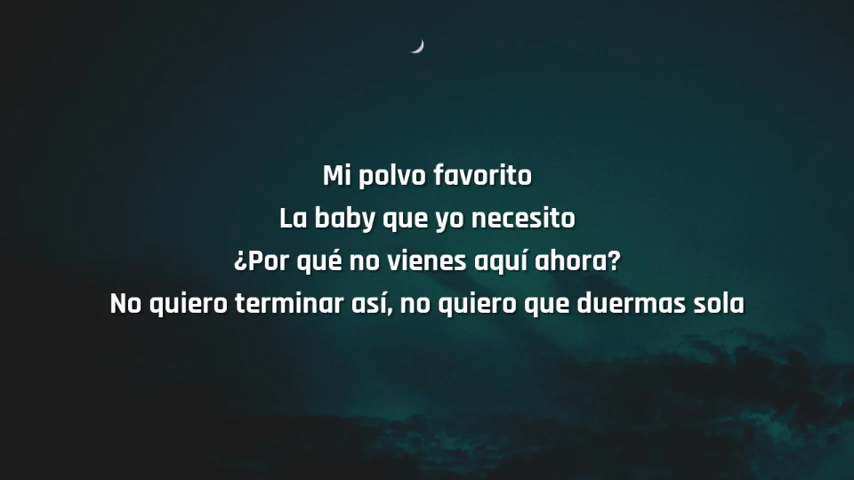 Mi polvo favorito
La baby que yo necesito
¿Por qué no vienes aquí ahora?
No quiero terminar así, no quiero que duermas sola